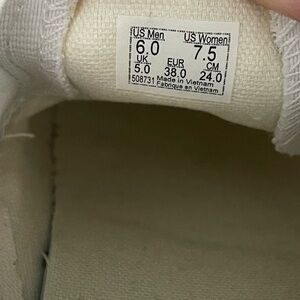 US Men US Women
6.0 7.5
UK EUR CM
5.0 38.0 24.0
508731 Made in Vietnam
Fabriqué en Vietnam